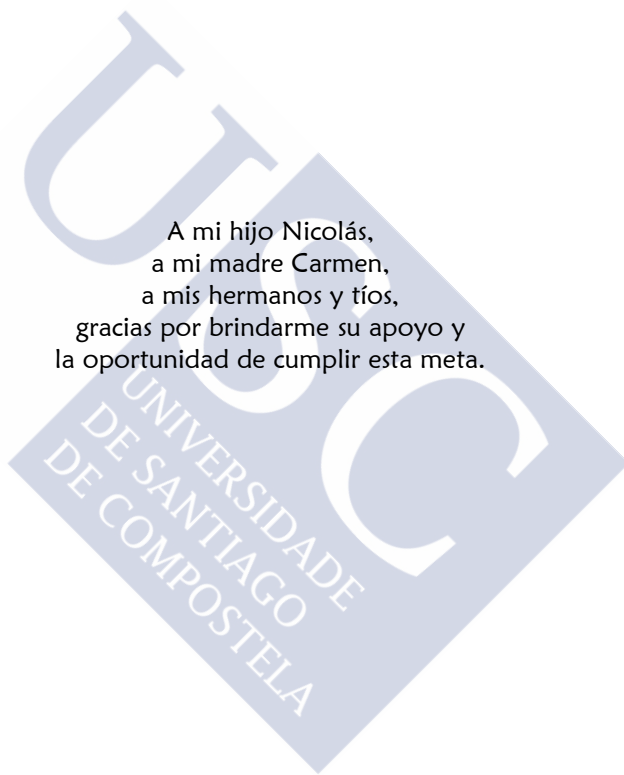 A mi hijo Nicolás,
a mi madre Carmen,
a mis hermanos y tíos,
gracias por brindarme su apoyo y
la oportunidad de cumplir esta meta.
USC
UNIVERSIDADE
DE SANTIAGO
DE COMPOSTELA